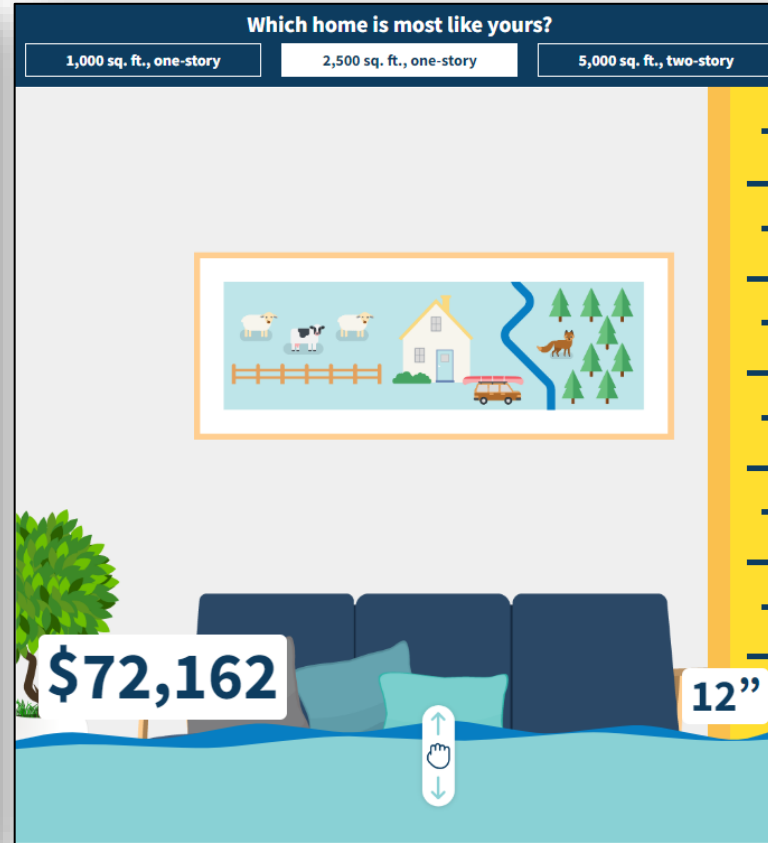 Which home is most like yours?
1,000 sq. ft., one-story
2,500 sq. ft., one-story
5,000 sq. ft., two-story
$72,162
12”